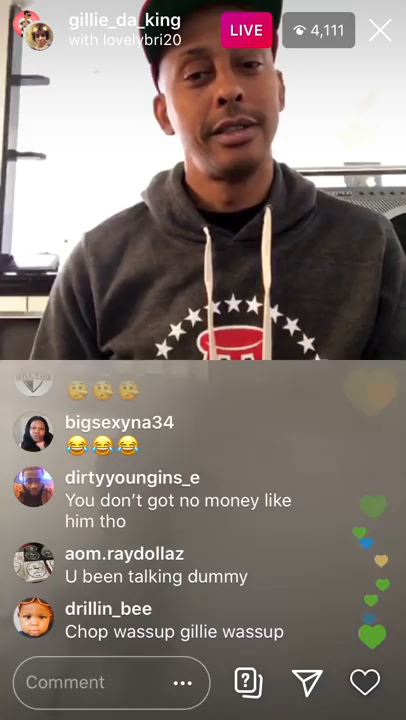 gillie_da_king
with lovelybri20
LIVE
4,111
bigsexyna34
😂😂😂
dirtyyoungins_e
You don’t got no money like
him tho
aom.raydollaz
U been talking dummy
drillin_bee
Chop wassup gillie wassup
Comment